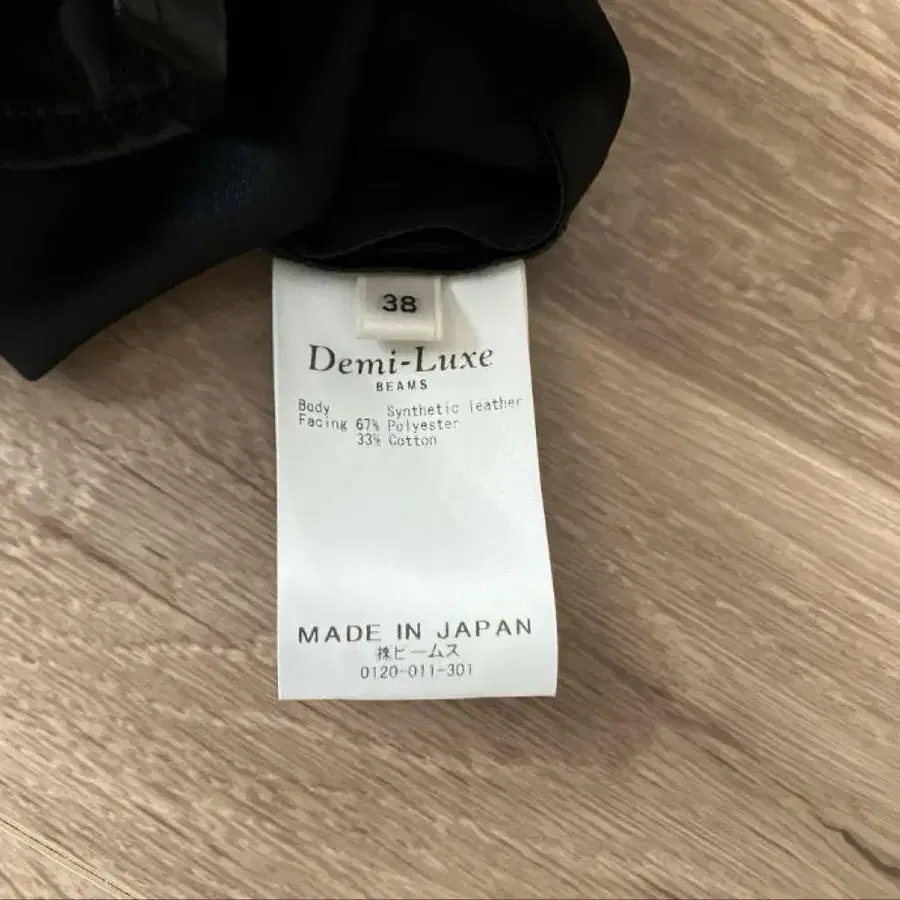 38
Demi-Luxe
BEAMS
Body Synthetic leather
Facing 67% Polyester
33% Cotton
MADE IN JAPAN
㈱ビームス
0120-011-301